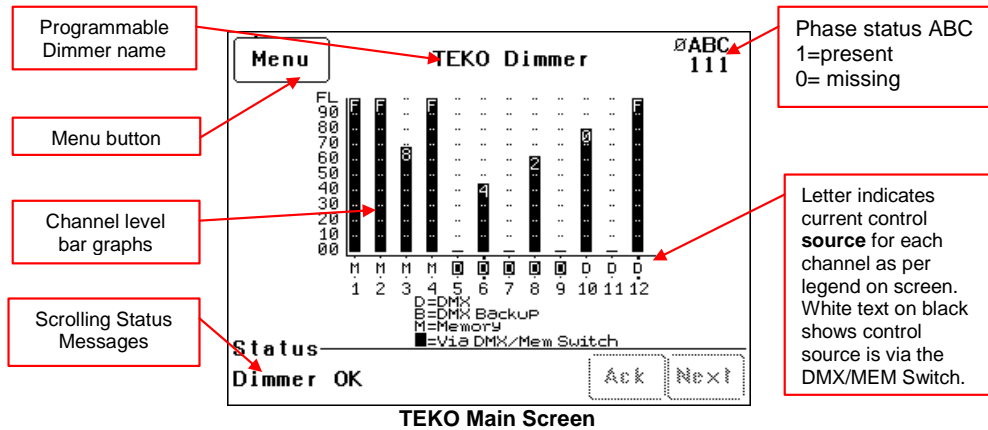 Programmable
Dimmer name
Menu button
Channel level
bar graphs
Scrolling Status
Messages
Menu
TEKO Dimmer
ØABC
111
FL
90
80
70
60
50
40
30
20
10
00
F F 8 F 4 2 0 F
M M M M D D D D D D D D
1 2 3 4 5 6 7 8 9 10 11 12
D=DMX
B=DMX Backup
M=Memory
=Via DMX/Mem Switch
Status
Dimmer OK
Ack Next
Phase status ABC
1=present
0= missing
Letter indicates
current control
source for each
channel as per
legend on screen.
White text on black
shows control
source is via the
DMX/MEM Switch.
TEKO Main Screen